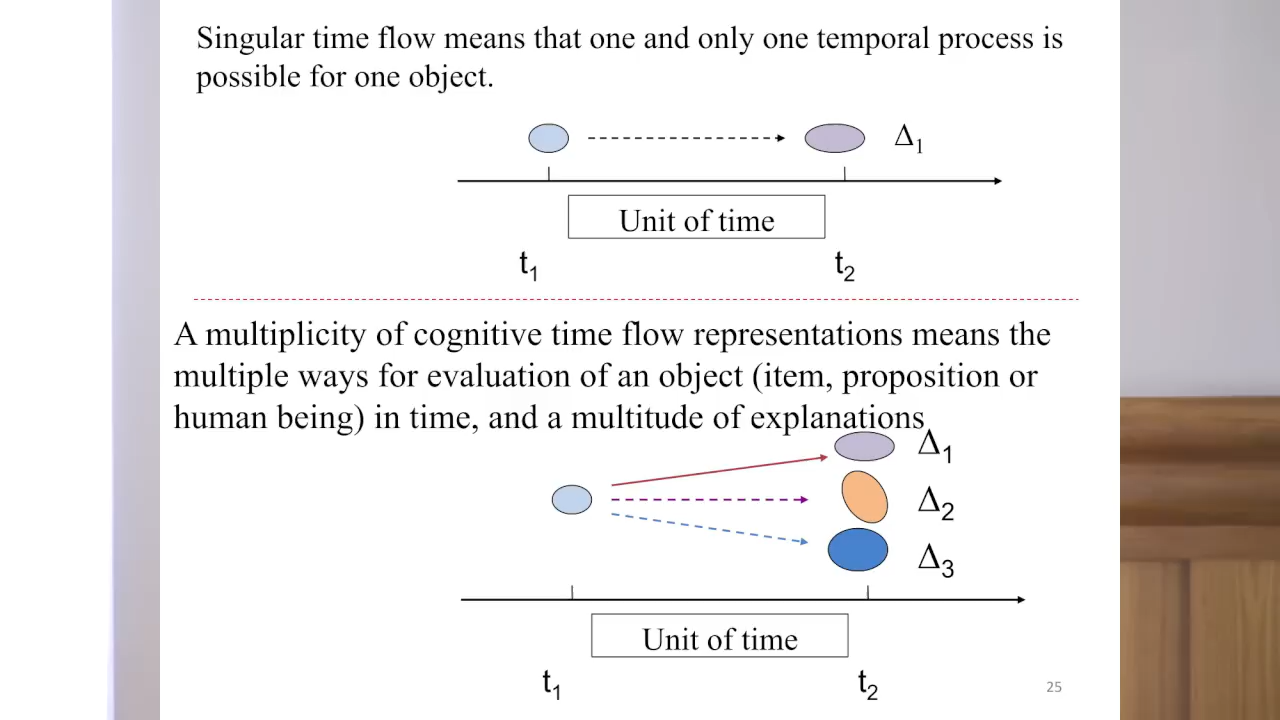 Singular time flow means that one and only one temporal process is
possible for one object.
Δ1
Unit of time
t1 t2
A multiplicity of cognitive time flow representations means the
multiple ways for evaluation of an object (item, proposition or
human being) in time, and a multitude of explanations
Δ1
Δ2
Δ3
Unit of time
t1 t2
25